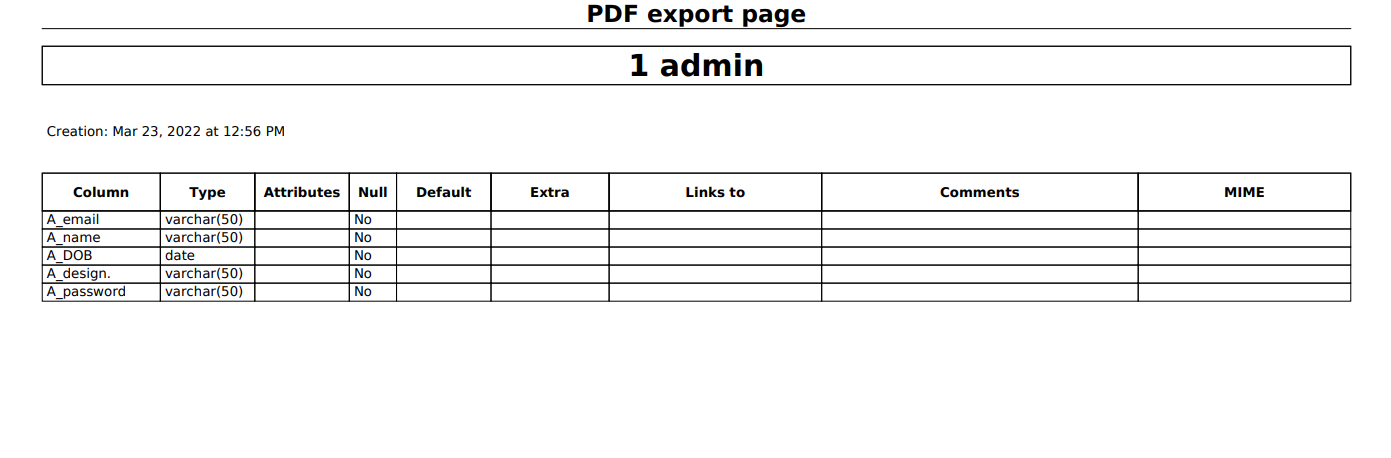 PDF export page
1 admin
Creation: Mar 23, 2022 at 12:56 PM
Column Type Attributes Null Default Extra Links to Comments MIME
A_email varchar(50) No
A_name varchar(50) No
A_DOB date No
A_design. varchar(50) No
A_password varchar(50) No